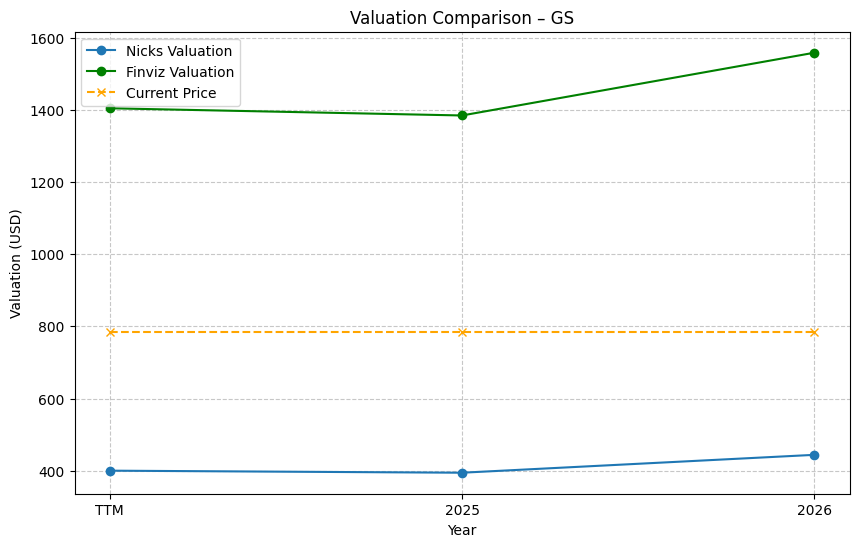 Valuation Comparison – GS
Nicks Valuation
Finviz Valuation
Current Price
1600
1400
1200
1000
800
600
400
Valuation (USD)
TTM
2025
2026
Year